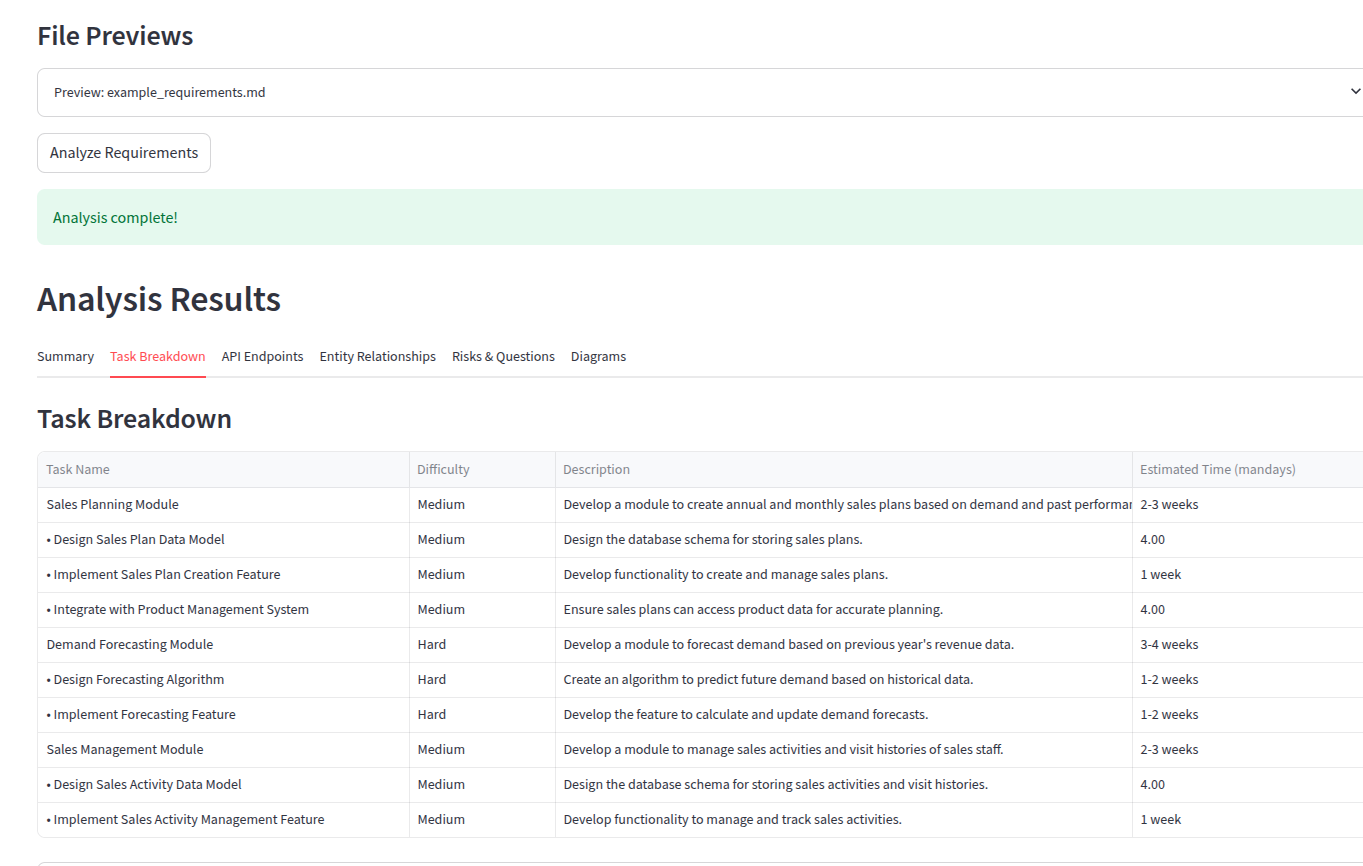 File Previews
Preview: example_requirements.md
Analyze Requirements
Analysis complete!
Analysis Results
Summary Task Breakdown API Endpoints Entity Relationships Risks & Questions Diagrams
Task Breakdown
Task Name Difficulty Description Estimated Time (mandays)
Sales Planning Module Medium Develop a module to create annual and monthly sales plans based on demand and past performan 2-3 weeks
• Design Sales Plan Data Model Medium Design the database schema for storing sales plans. 4.00
• Implement Sales Plan Creation Feature Medium Develop functionality to create and manage sales plans. 1 week
• Integrate with Product Management System Medium Ensure sales plans can access product data for accurate planning. 4.00
Demand Forecasting Module Hard Develop a module to forecast demand based on previous year's revenue data. 3-4 weeks
• Design Forecasting Algorithm Hard Create an algorithm to predict future demand based on historical data. 1-2 weeks
• Implement Forecasting Feature Hard Develop the feature to calculate and update demand forecasts. 1-2 weeks
Sales Management Module Medium Develop a module to manage sales activities and visit histories of sales staff. 2-3 weeks
• Design Sales Activity Data Model Medium Design the database schema for storing sales activities and visit histories. 4.00
• Implement Sales Activity Management Feature Medium Develop functionality to manage and track sales activities. 1 week